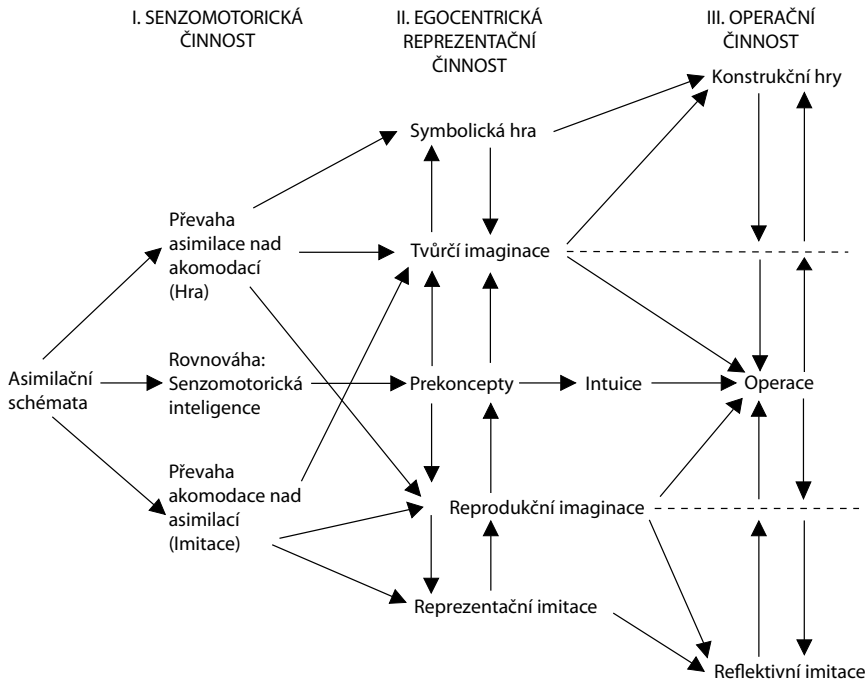 I. SENZOMOTORICKÁ
ČINNOST
II. EGOCENTRICKÁ
REPREZENTAČNÍ
ČINNOST
III. OPERAČNÍ
ČINNOST
Konstrukční hry
Symbolická hra
Převaha
asimilace nad
akomodací
(Hra)
Tvůrčí imaginace
Asimilační
schémata
Rovnováha:
Senzomotorická
inteligence
Prekoncepty
Intuice
Operace
Převaha
akomodace nad
asimilací
(Imitace)
Reprodukční imaginace
Reprezentační imitace
Reflektivní imitace